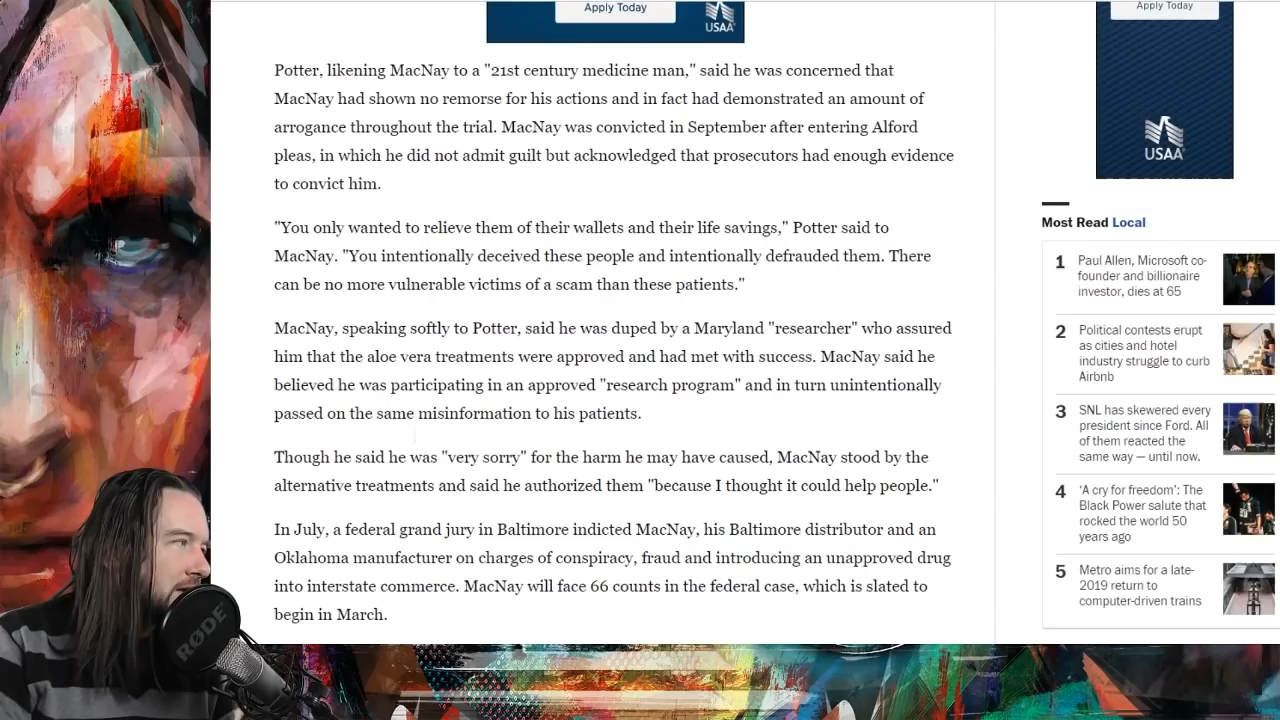 Apply Today
USAA
Potter, likening MacNay to a "21st century medicine man," said he was concerned that
MacNay had shown no remorse for his actions and in fact had demonstrated an amount of
arrogance throughout the trial. MacNay was convicted in September after entering Alford
pleas, in which he did not admit guilt but acknowledged that prosecutors had enough evidence
to convict him.
"You only wanted to relieve them of their wallets and their life savings," Potter said to
MacNay. "You intentionally deceived these people and intentionally defrauded them. There
can be no more vulnerable victims of a scam than these patients."
MacNay, speaking softly to Potter, said he was duped by a Maryland "researcher" who assured
him that the aloe vera treatments were approved and had met with success. MacNay said he
believed he was participating in an approved "research program" and in turn unintentionally
passed on the same misinformation to his patients.
Though he said he was "very sorry" for the harm he may have caused, MacNay stood by the
alternative treatments and said he authorized them "because I thought it could help people."
In July, a federal grand jury in Baltimore indicted MacNay, his Baltimore distributor and an
Oklahoma manufacturer on charges of conspiracy, fraud and introducing an unapproved drug
into interstate commerce. MacNay will face 66 counts in the federal case, which is slated to
begin in March.
Apply Today
USAA
Most Read Local
1 Paul Allen, Microsoft co-
founder and billionaire
investor, dies at 65
2 Political contests erupt
as cities and hotel
industry struggle to curb
Airbnb
3 SNL has skewered every
president since Ford. All
of them reacted the
same way — until now.
4 'A cry for freedom': The
Black Power salute that
rocked the world 50
years ago
5 Metro aims for a late-
2019 return to
computer-driven trains
RØDE